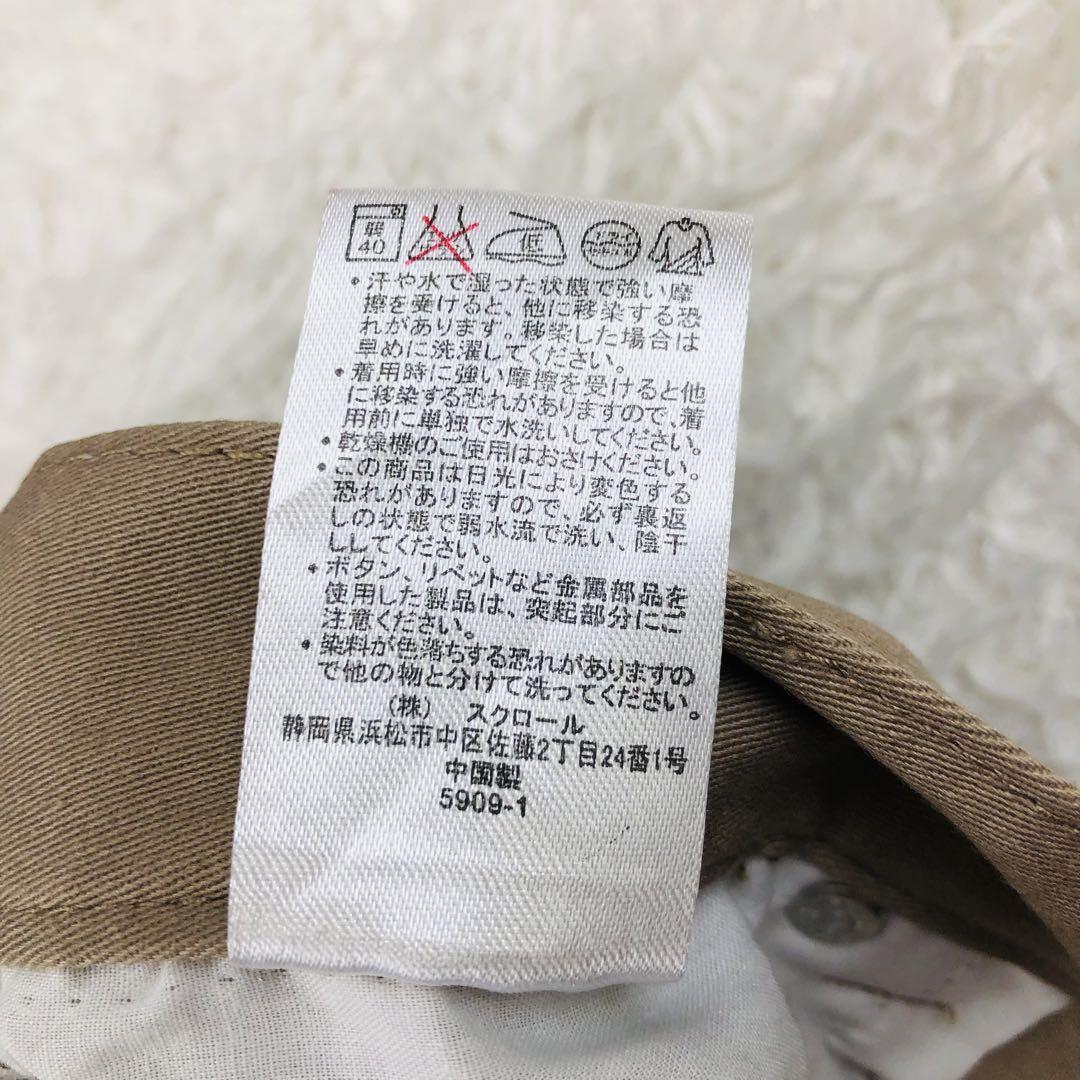 弱
40
低
・汗や水で湿った状態で強い摩
擦を受けると、他に移染する恐
れがあります。移染した場合は
早めに洗濯してください。
・着用時に強い摩擦を受けると他
に移染する恐れがありますので、着
用前に単独で水洗いしてください。
・乾燥機のご使用はおさけください。
・この商品は日光により変色する
恐れがありますので、必ず裏返
しの状態で弱水流で洗い、陰干
ししてください。
・ボタン、リベットなど金属部品を
使用した製品は、突起部分にご
注意ください。
・染料が色落ちする恐れがありますの
で他の物と分けて洗ってください。
(株) スクロール
静岡県浜松市中区佐藤2丁目24番1号
中国製
5909-1